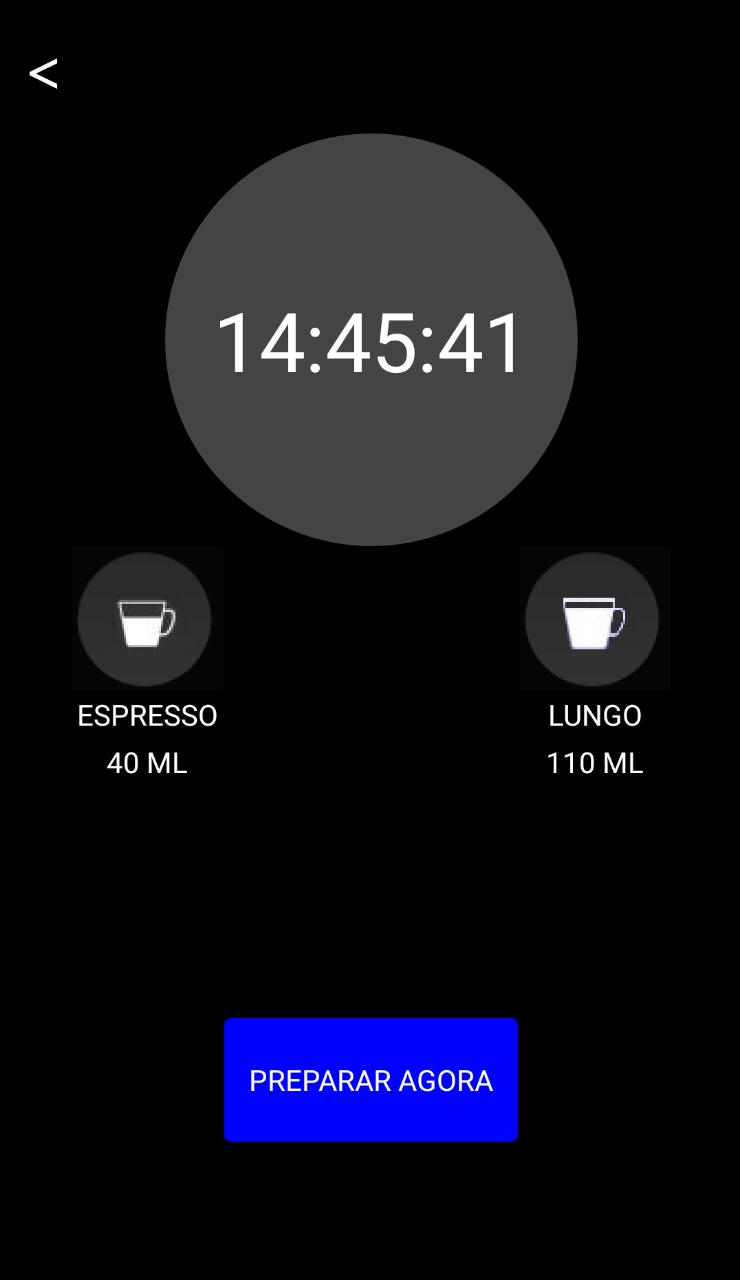 <
14:45:41
ESPRESSO
40 ML
LUNGO
110 ML
PREPARAR AGORA